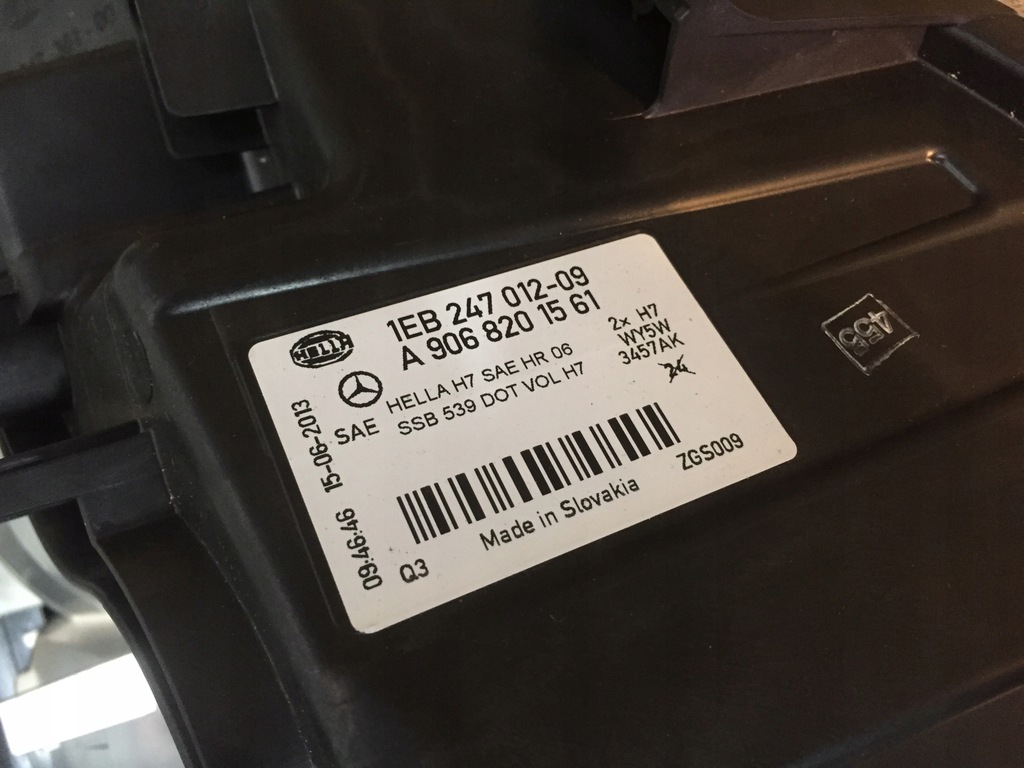 HELLA
1EB 247 012-09
A 906 820 15 61
HELLA H7 SAE HR 06
SAE SSB 539 DOT VOL H7
2x H7
WY5W
3457AK
15-06-2013
09:46:46
ZGS009
Made in Slovakia
Q3